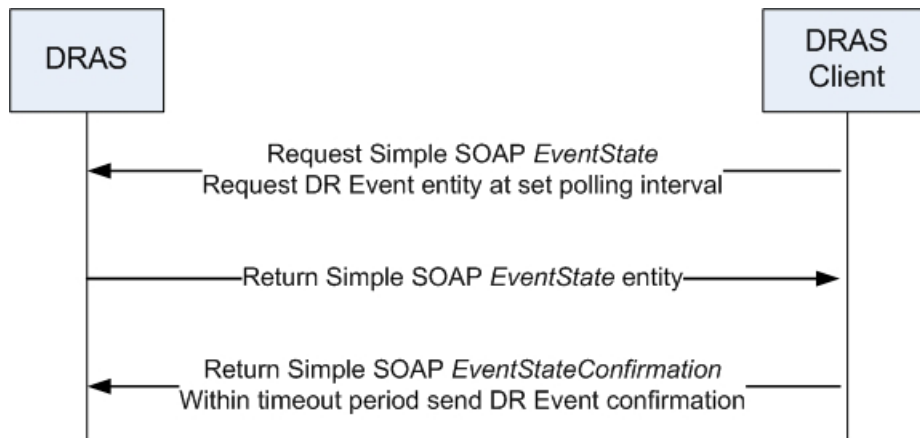 DRAS
DRAS
Client
Request Simple SOAP EventState
Request DR Event entity at set polling interval
Return Simple SOAP EventState entity
Return Simple SOAP EventStateConfirmation
Within timeout period send DR Event confirmation